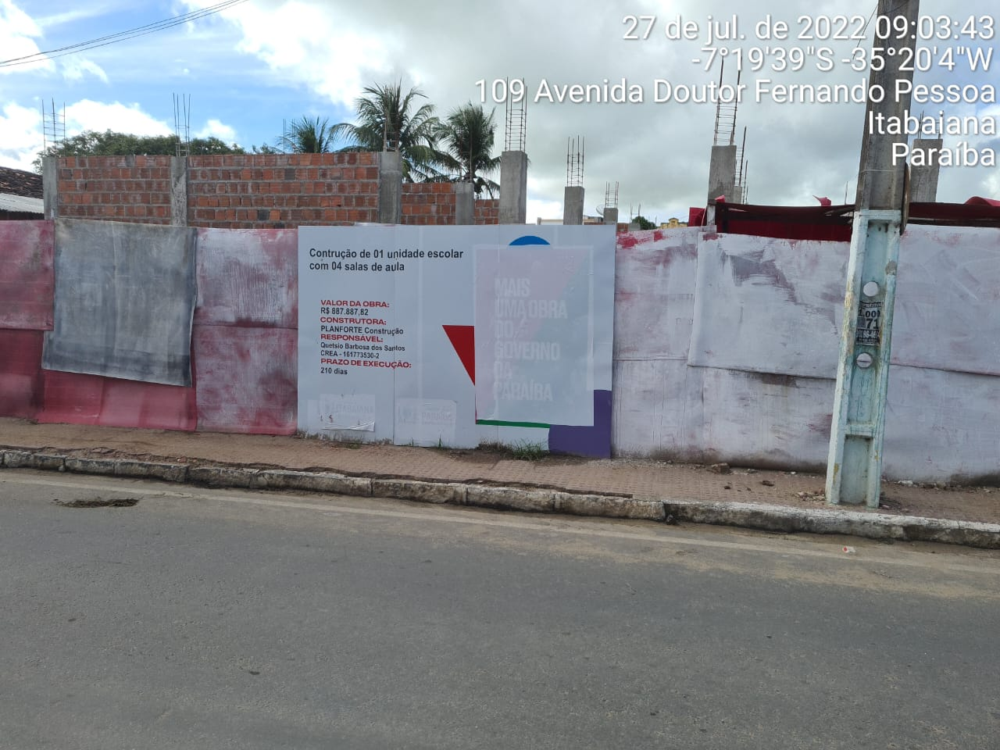 27 de jul. de 2022 09:03:43
-7°19'39"S -35°20'4"W
109 Avenida Doutor Fernando Pessoa
Itabaiana
Paraíba
Contrução de 01 unidade escolar
com 04 salas de aula
VALOR DA OBRA:
R$ 887.887,82
CONSTRUTORA:
PLANFORTE Construção
RESPONSÁVEL:
Quetsio Barbosa dos Santos
CREA - 161773530-2
PRAZO DE EXECUÇÃO:
210 dias
MAIS
UMA OBRA
DO
GOVERNO
DA
PARAÍBA
ITABAIANA
PARAÍBA
71